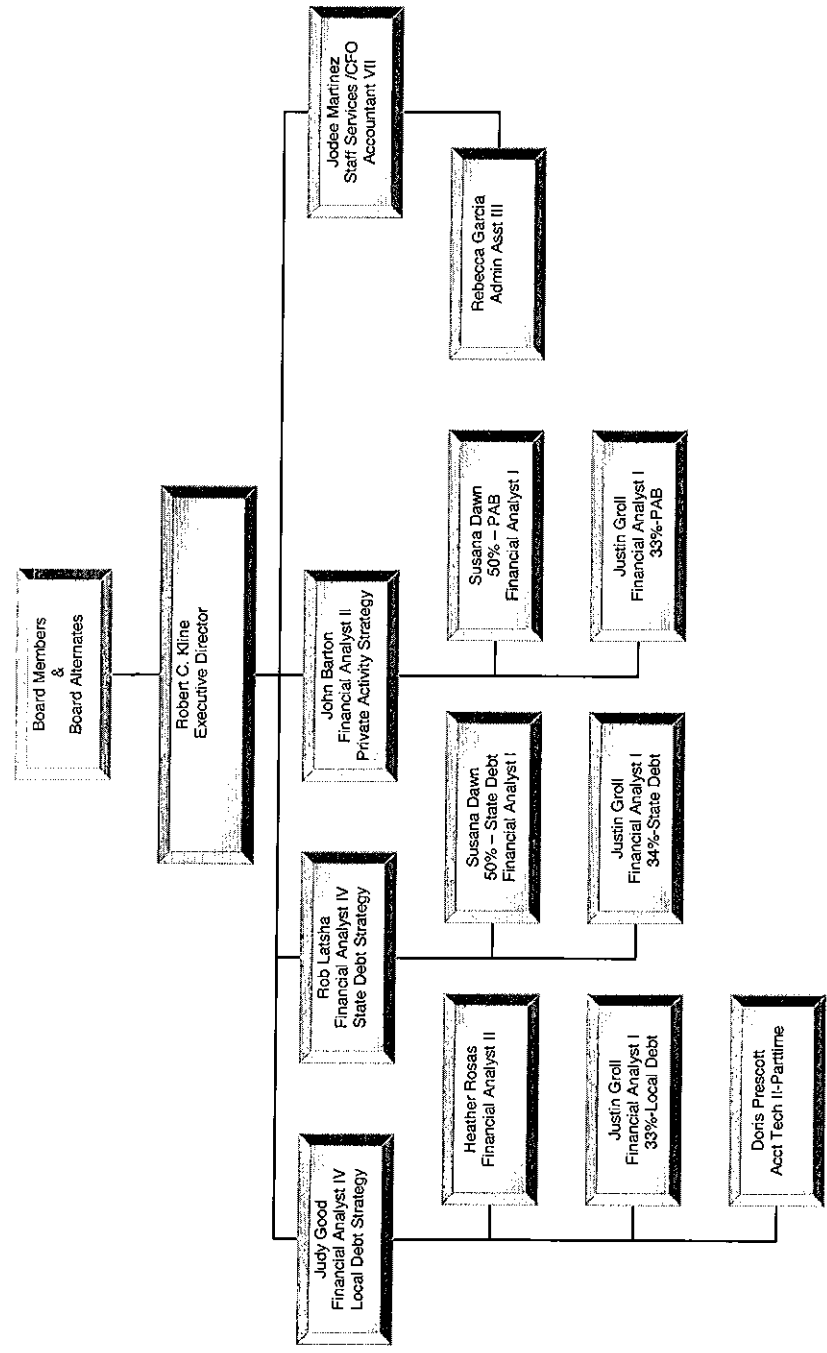 Board Members
&
Board Alternates
Robert C. Kline
Executive Director
Judy Good
Financial Analyst IV
Local Debt Strategy
Rob Latsha
Financial Analyst IV
State Debt Strategy
John Barton
Financial Analyst II
Private Activity Strategy
Jodee Martinez
Staff Services /CFO
Accountant VII
Heather Rosas
Financial Analyst II
Susana Dawn
50% – State Debt
Financial Analyst I
Susana Dawn
50% – PAB
Financial Analyst I
Rebecca Garcia
Admin Asst III
Justin Groll
Financial Analyst I
33%-Local Debt
Justin Groll
Financial Analyst I
34%-State Debt
Justin Groll
Financial Analyst I
33%-PAB
Doris Prescott
Acct Tech II-Parttime